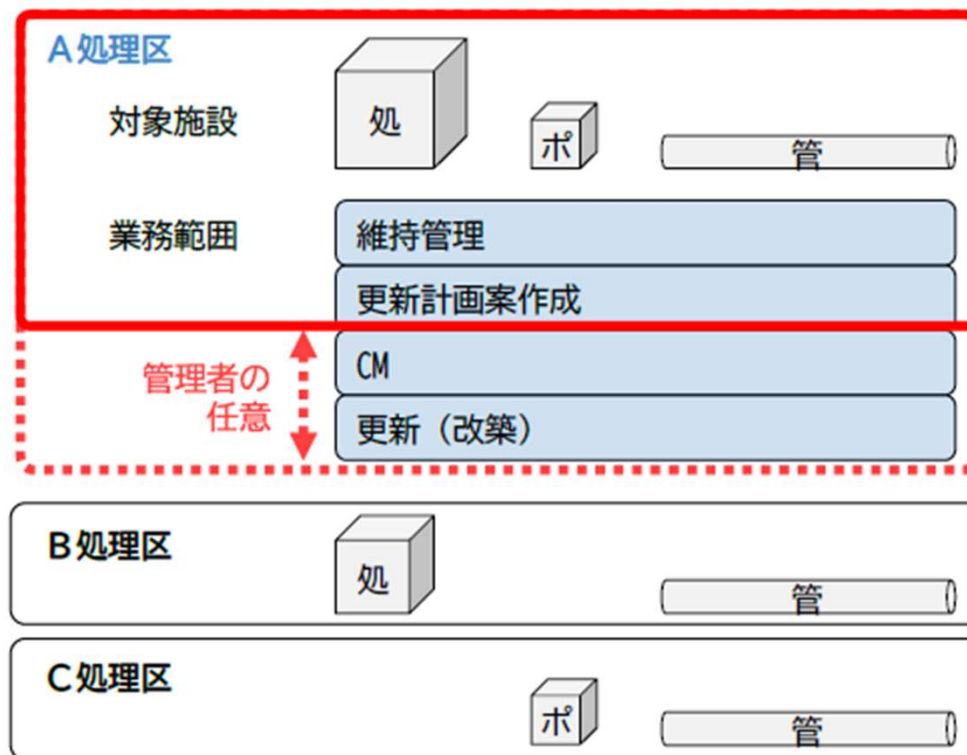 A処理区
対象施設
処
ポ
管
業務範囲
維持管理
更新計画案作成
管理者の
任意
CM
更新（改築）
B処理区
処
管
C処理区
ポ
管